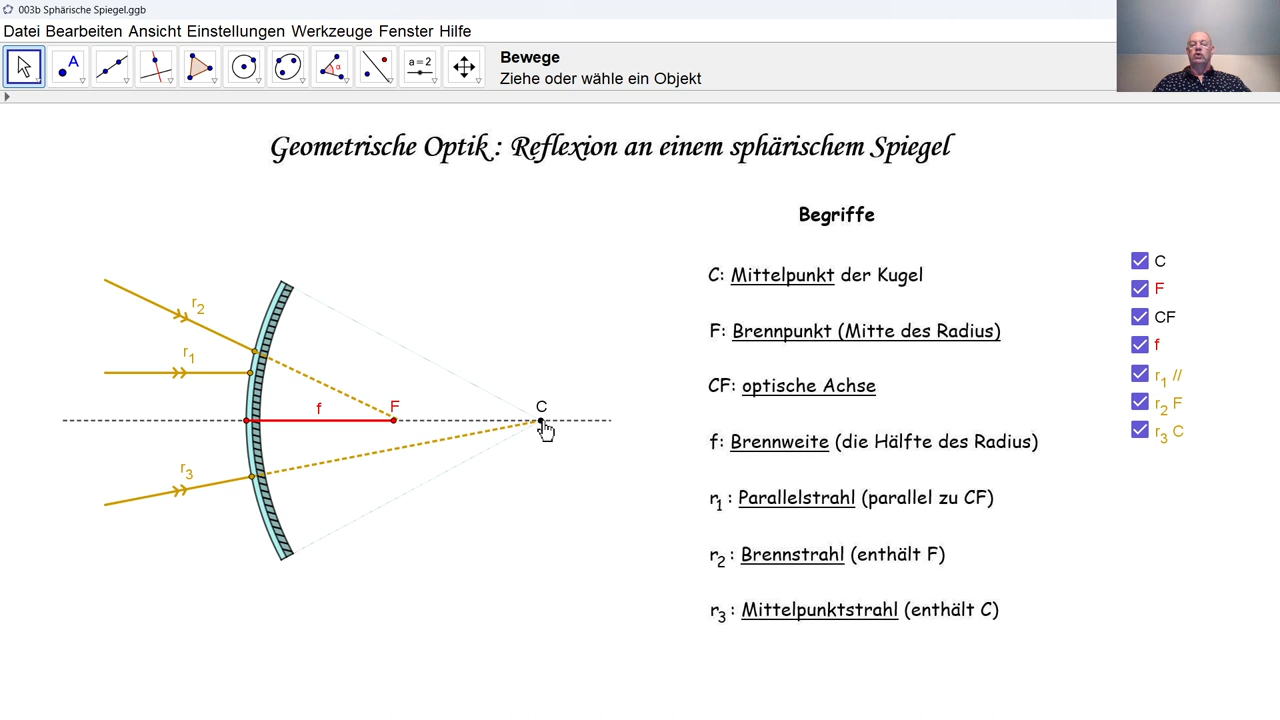 003b Sphärische Spiegel.ggb
Datei Bearbeiten Ansicht Einstellungen Werkzeuge Fenster Hilfe
A
α
a=2
Bewege
Ziehe oder wähle ein Objekt
Geometrische Optik : Reflexion an einem sphärischem Spiegel
Begriffe
C: Mittelpunkt der Kugel
F: Brennpunkt (Mitte des Radius)
CF: optische Achse
f: Brennweite (die Hälfte des Radius)
r1 : Parallelstrahl (parallel zu CF)
r2 : Brennstrahl (enthält F)
r3 : Mittelpunktstrahl (enthält C)
C
F
CF
f
r1 //
r2 F
r3 C
r2
r1
f
F
C
r3